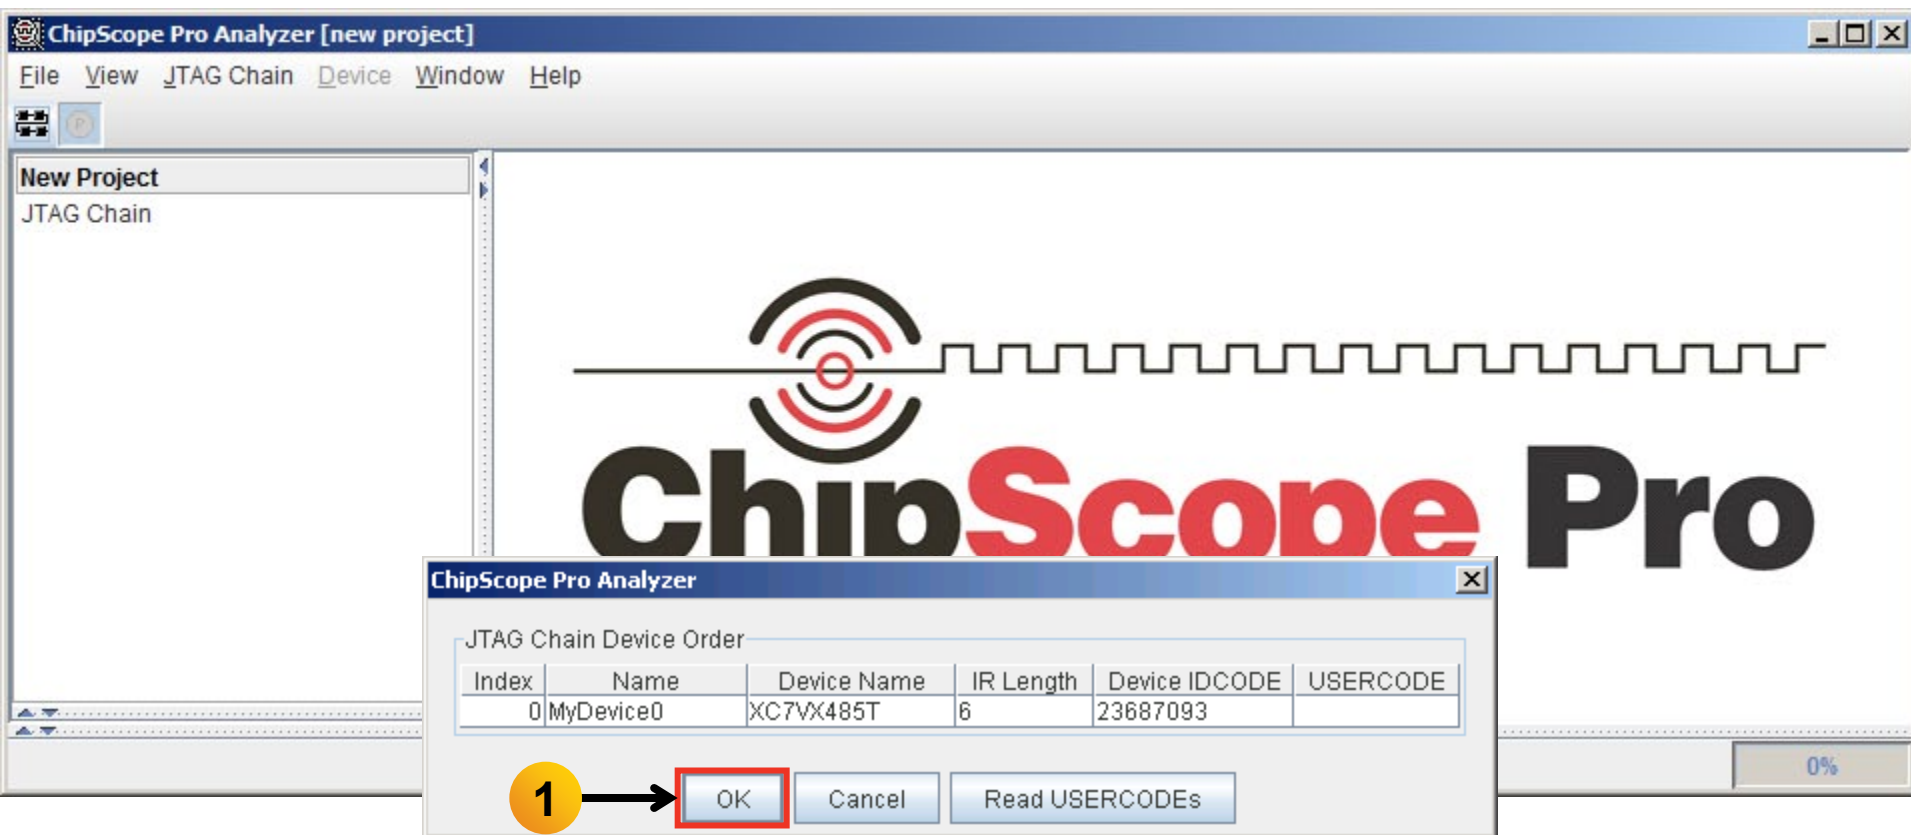 ChipScope Pro Analyzer [new project]
File View JTAG Chain Device Window Help
P
New Project
JTAG Chain
ChipScope Pro
ChipScope Pro Analyzer
JTAG Chain Device Order
Index Name Device Name IR Length Device IDCODE USERCODE
0 MyDevice0 XC7VX485T 6 23687093
0%
1 OK Cancel Read USERCODEs